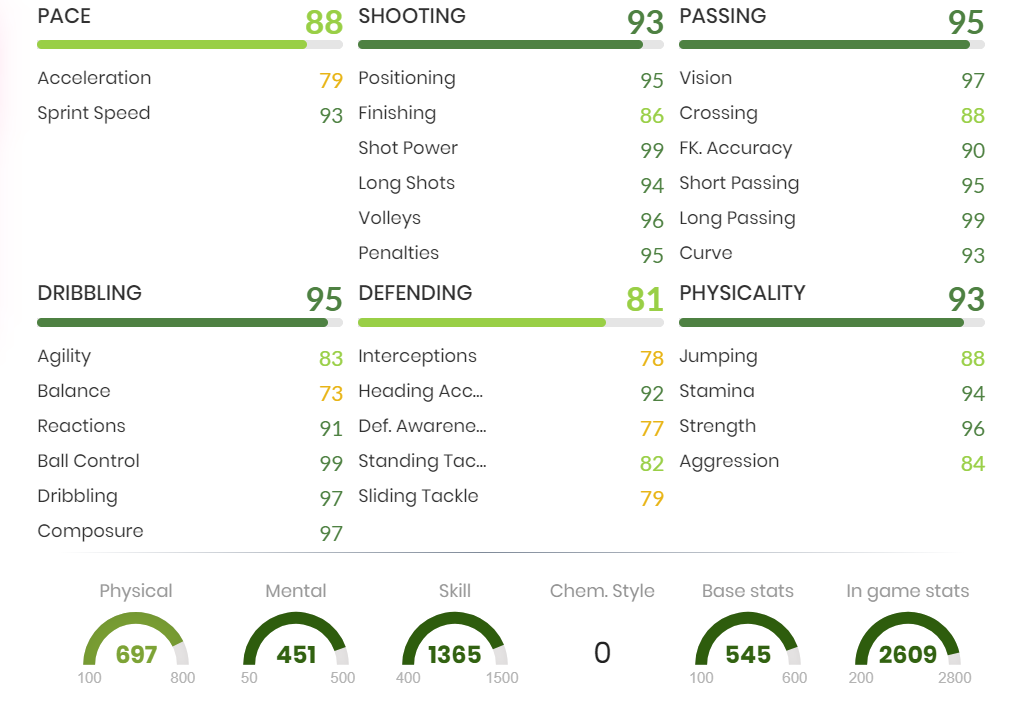 PACE 88
Acceleration 79
Sprint Speed 93
SHOOTING 93
Positioning 95
Finishing 86
Shot Power 99
Long Shots 94
Volleys 96
Penalties 95
PASSING 95
Vision 97
Crossing 88
FK. Accuracy 90
Short Passing 95
Long Passing 99
Curve 93
DRIBBLING 95
Agility 83
Balance 73
Reactions 91
Ball Control 99
Dribbling 97
Composure 97
DEFENDING 81
Interceptions 78
Heading Acc... 92
Def. Awarene... 77
Standing Tac... 82
Sliding Tackle 79
PHYSICALITY 93
Jumping 88
Stamina 94
Strength 96
Aggression 84
Physical
697
100 800
Mental
451
50 500
Skill
1365
400 1500
Chem. Style
0
Base stats
545
100 600
In game stats
2609
200 2800